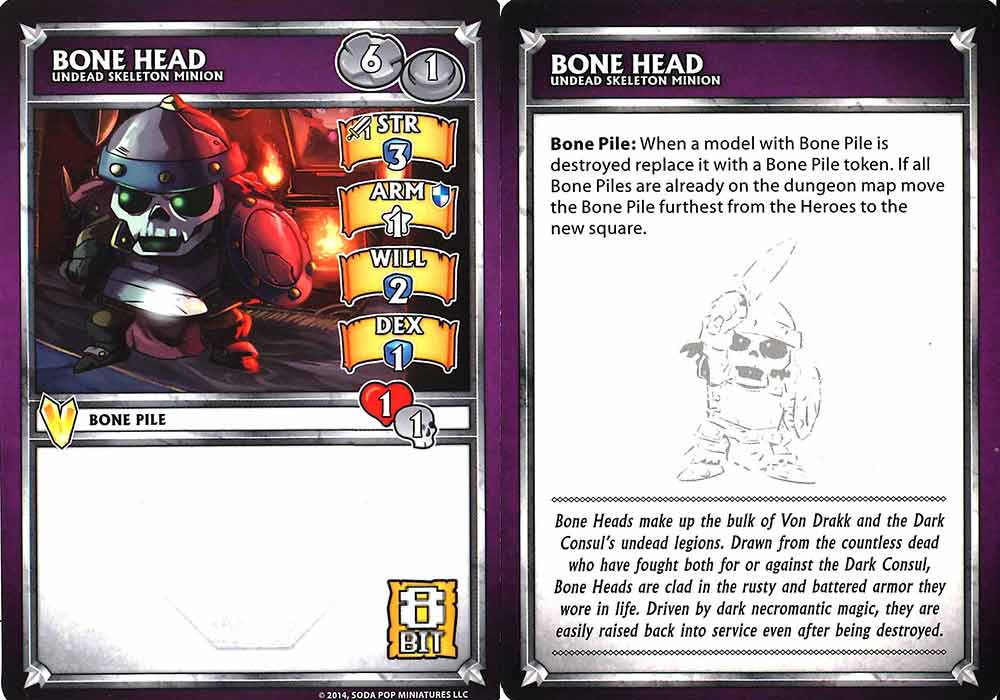 BONE HEAD
UNDEAD SKELETON MINION
6
1
STR
3
ARM
1
WILL
2
DEX
1
BONE PILE
1
1
8
BIT
© 2014, SODA POP MINIATURES LLC
BONE HEAD
UNDEAD SKELETON MINION
Bone Pile: When a model with Bone Pile is
destroyed replace it with a Bone Pile token. If all
Bone Piles are already on the dungeon map move
the Bone Pile furthest from the Heroes to the
new square.
Bone Heads make up the bulk of Von Drakk and the Dark
Consul's undead legions. Drawn from the countless dead
who have fought both for or against the Dark Consul,
Bone Heads are clad in the rusty and battered armor they
wore in life. Driven by dark necromantic magic, they are
easily raised back into service even after being destroyed.